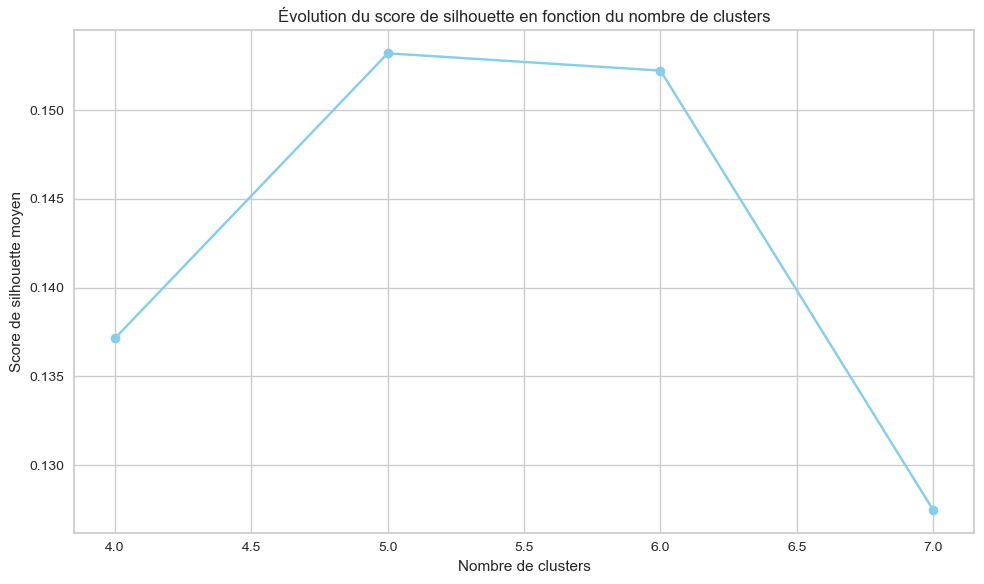 Évolution du score de silhouette en fonction du nombre de clusters
0.150
0.145
0.140
0.135
0.130
Score de silhouette moyen
4.0 4.5 5.0 5.5 6.0 6.5 7.0
Nombre de clusters